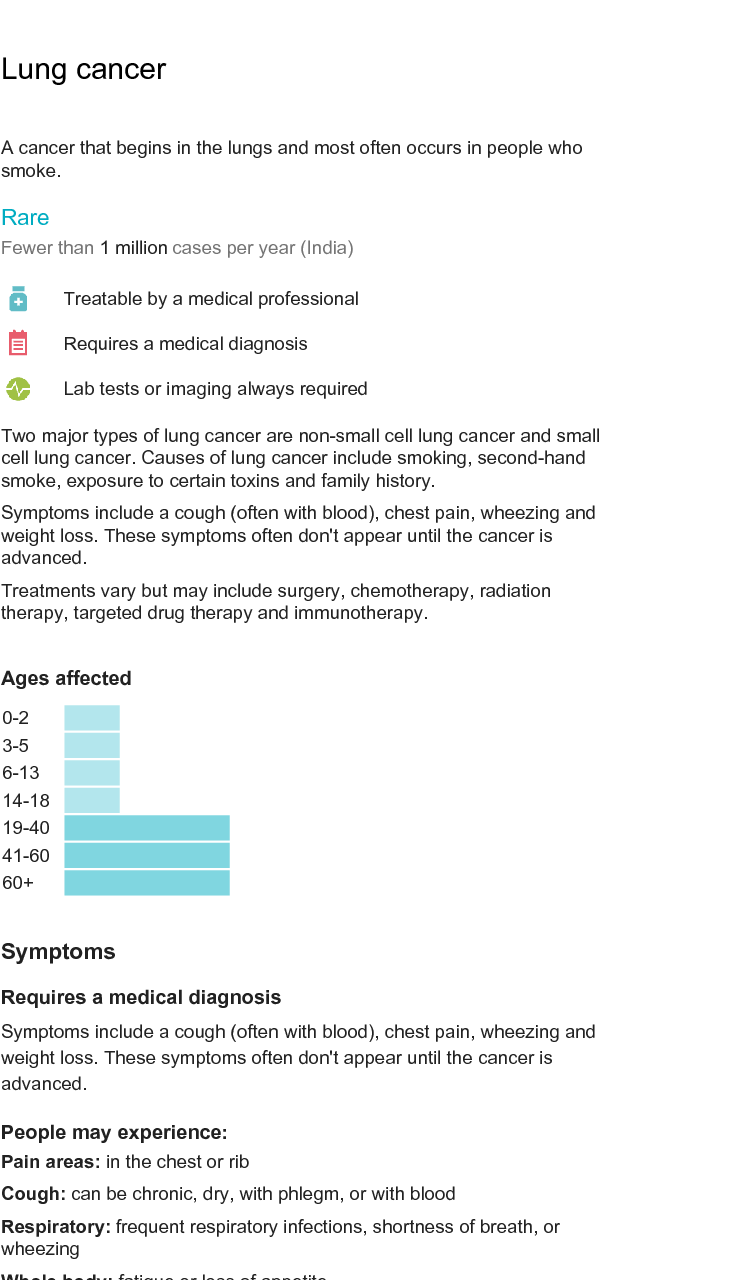 Lung cancer
A cancer that begins in the lungs and most often occurs in people who
smoke.
Rare
Fewer than 1 million cases per year (India)
Treatable by a medical professional
Requires a medical diagnosis
Lab tests or imaging always required
Two major types of lung cancer are non-small cell lung cancer and small
cell lung cancer. Causes of lung cancer include smoking, second-hand
smoke, exposure to certain toxins and family history.
Symptoms include a cough (often with blood), chest pain, wheezing and
weight loss. These symptoms often don't appear until the cancer is
advanced.
Treatments vary but may include surgery, chemotherapy, radiation
therapy, targeted drug therapy and immunotherapy.
Ages affected
0-2
3-5
6-13
14-18
19-40
41-60
60+
Symptoms
Requires a medical diagnosis
Symptoms include a cough (often with blood), chest pain, wheezing and
weight loss. These symptoms often don't appear until the cancer is
advanced.
People may experience:
Pain areas: in the chest or rib
Cough: can be chronic, dry, with phlegm, or with blood
Respiratory: frequent respiratory infections, shortness of breath, or
wheezing
Whole body: fatigue or loss of appetite